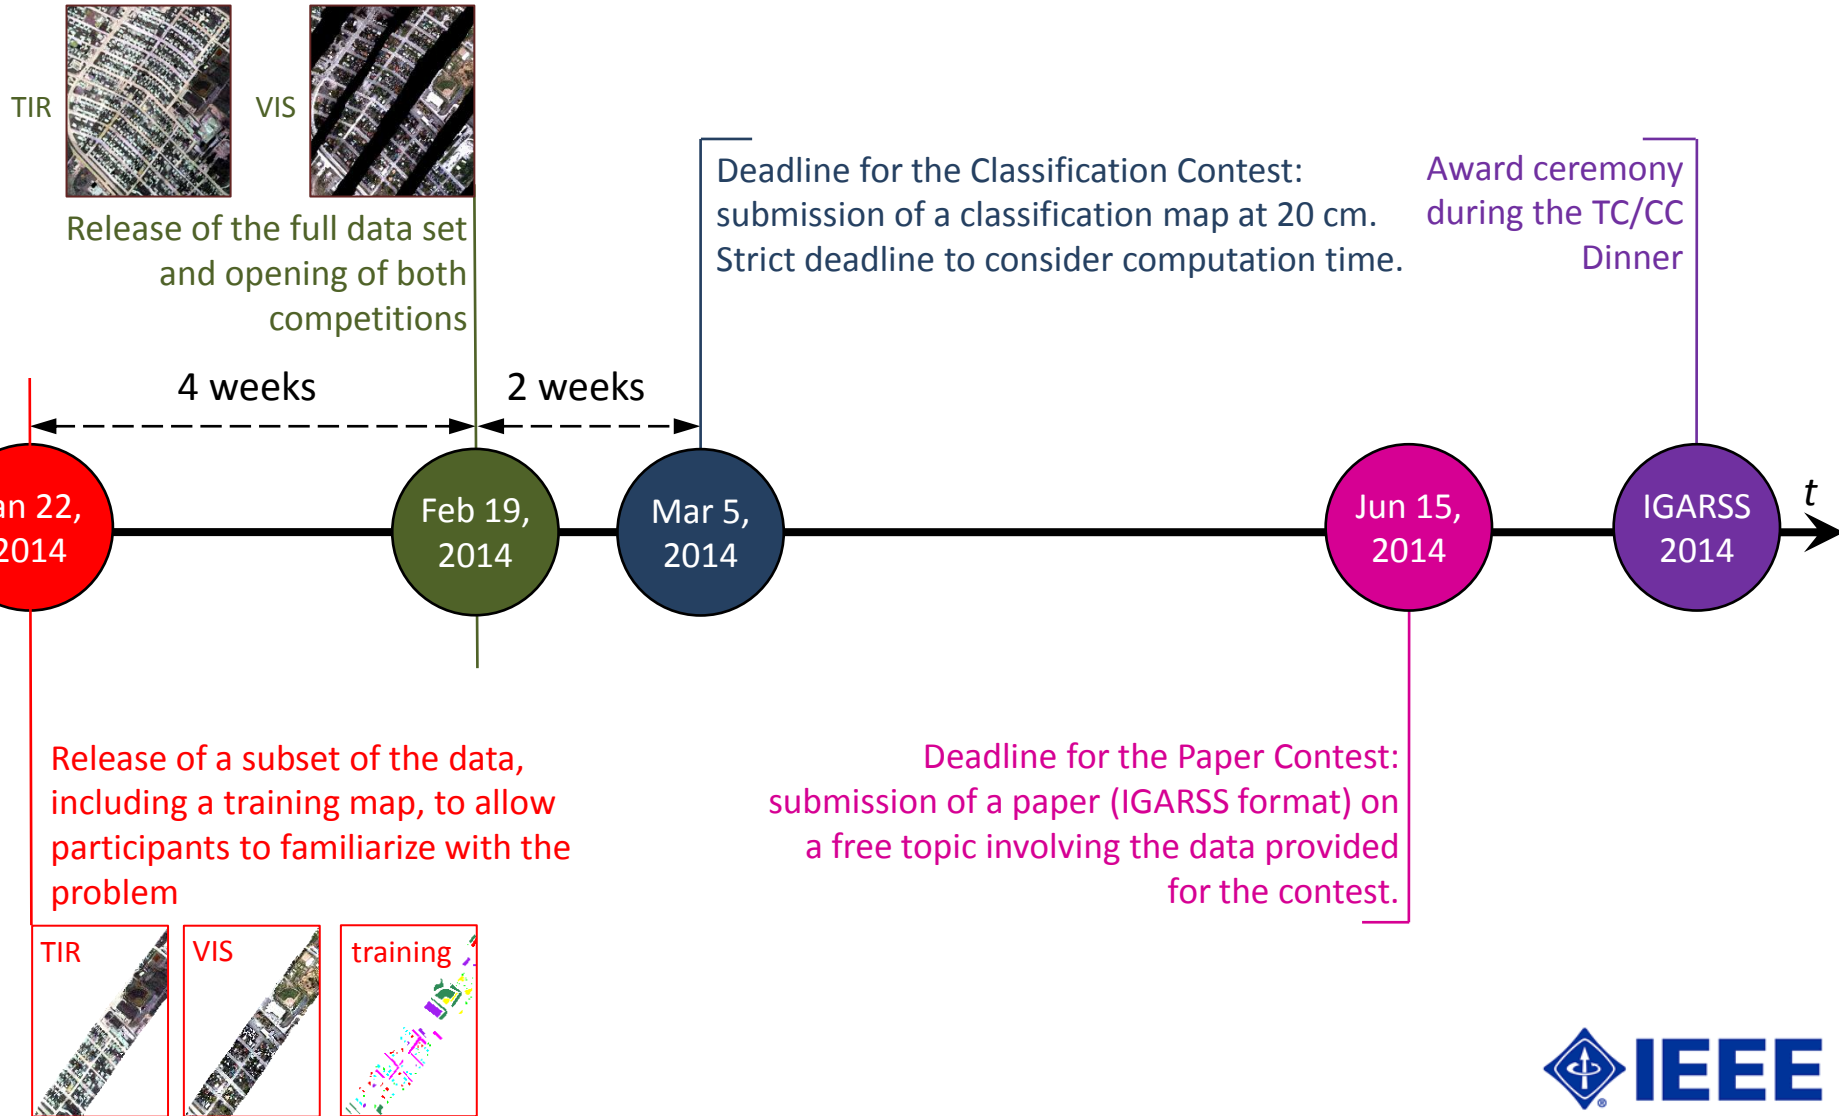 TIR
VIS
Release of the full data set
and opening of both
competitions
Deadline for the Classification Contest:
submission of a classification map at 20 cm.
Strict deadline to consider computation time.
Award ceremony
during the TC/CC
Dinner
4 weeks
2 weeks
an 22,
2014
Feb 19,
2014
Mar 5,
2014
Jun 15,
2014
IGARSS
2014
t
Release of a subset of the data,
including a training map, to allow
participants to familiarize with the
problem
Deadline for the Paper Contest:
submission of a paper (IGARSS format) on
a free topic involving the data provided
for the contest.
TIR
VIS
training
IEEE
®